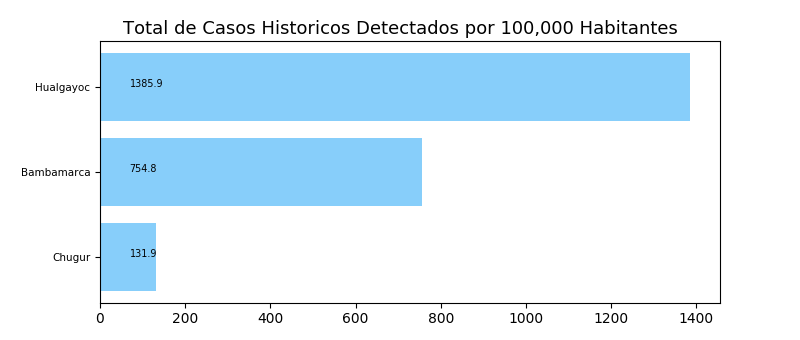 Total de Casos Historicos Detectados por 100,000 Habitantes
Hualgayoc 1385.9
Bambamarca 754.8
Chugur 131.9
0 200 400 600 800 1000 1200 1400